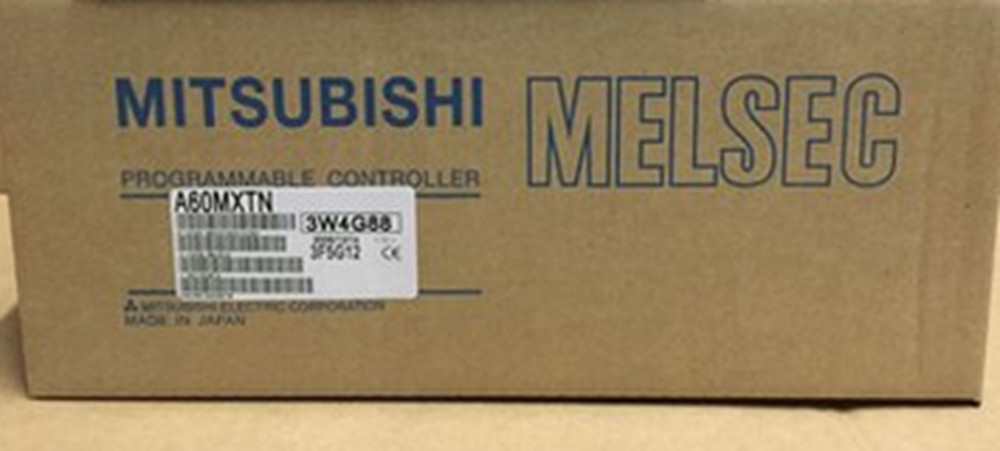 MITSUBISHI
MELSEC
PROGRAMMABLE CONTROLLER
A60MXTN
3W4G88
3F5G12 CE
MITSUBISHI ELECTRIC CORPORATION
MADE IN JAPAN